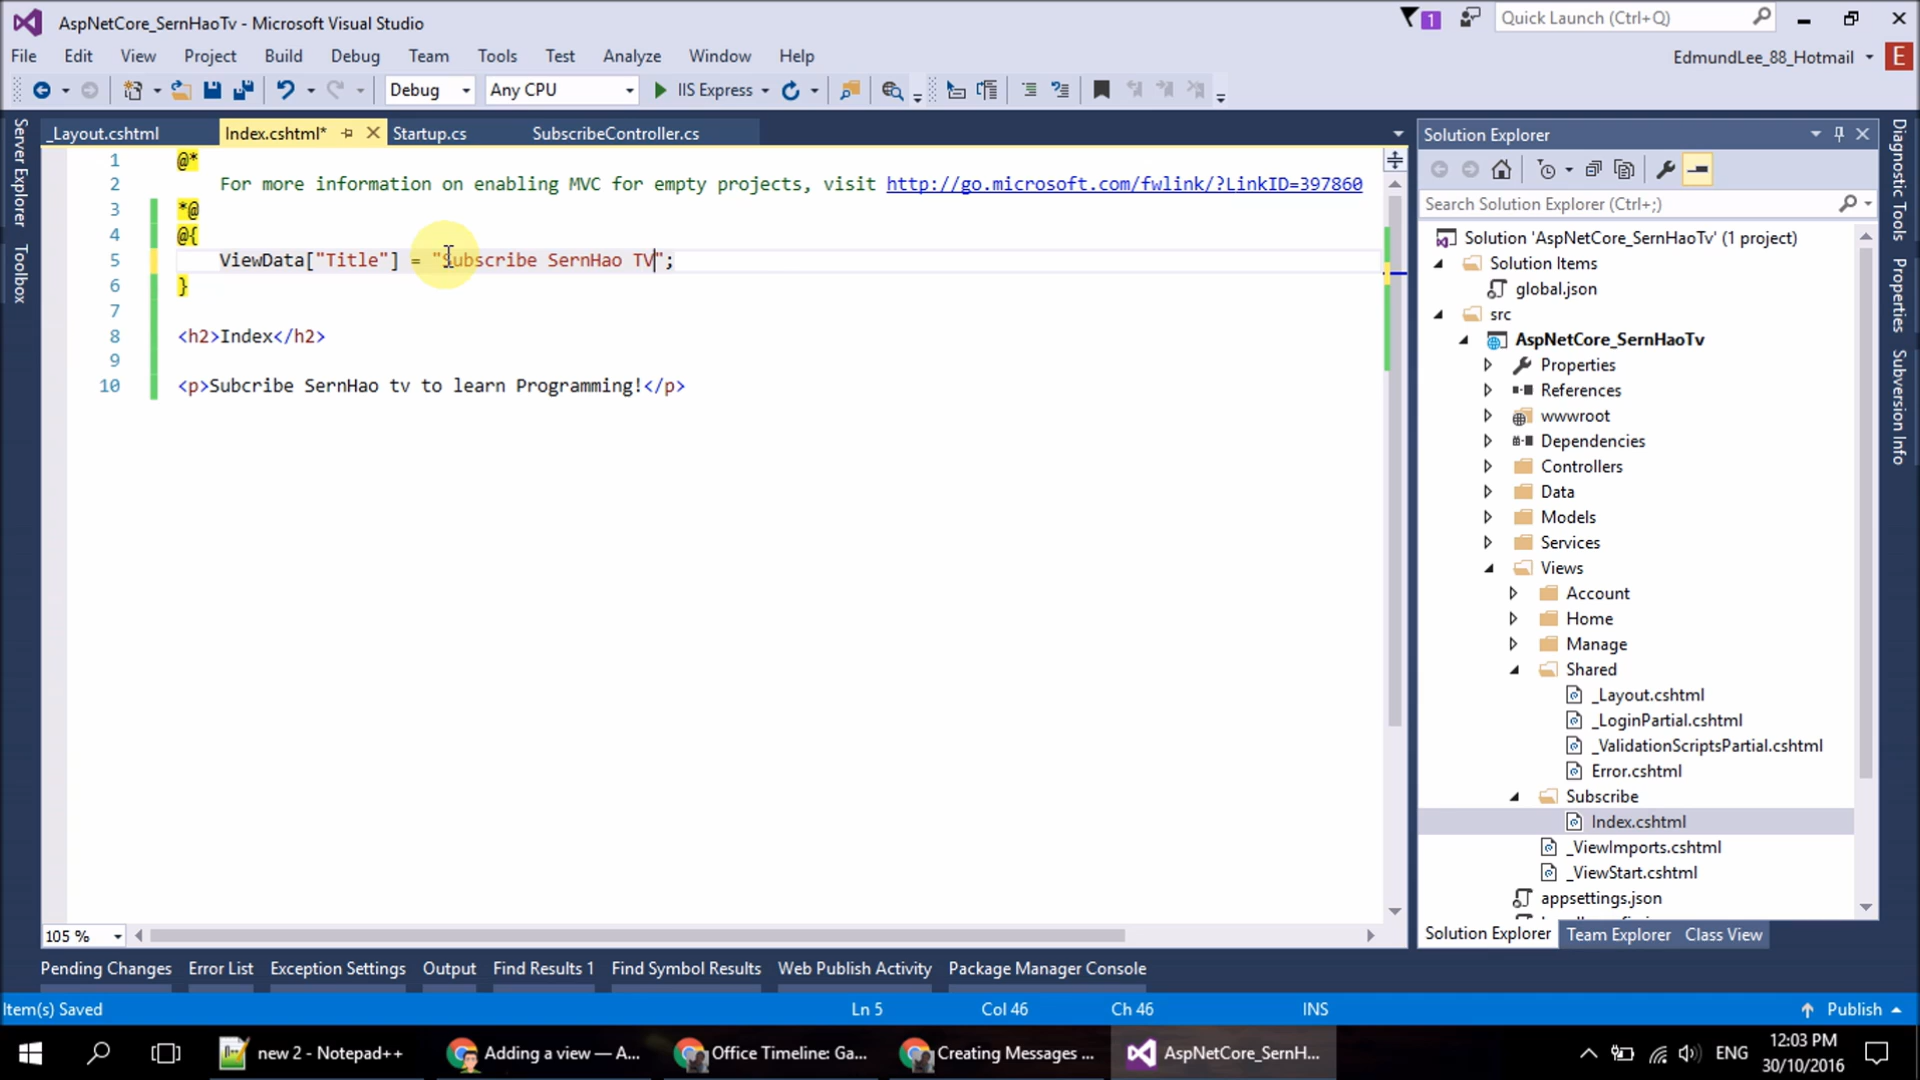 AspNetCore_SernHaoTv - Microsoft Visual Studio
1
Quick Launch (Ctrl+Q)
File Edit View Project Build Debug Team Tools Test Analyze Window Help
EdmundLee_88_Hotmail
E
Debug Any CPU IIS Express
Server Explorer
Toolbox
_Layout.cshtml Index.cshtml* Startup.cs SubscribeController.cs
1 @*
2 For more information on enabling MVC for empty projects, visit http://go.microsoft.com/fwlink/?LinkID=397860
3 *@
4 @{
5 ViewData["Title"] = "Subscribe SernHao TV";
6 }
7
8 <h2>Index</h2>
9
10 <p>Subcribe SernHao tv to learn Programming!</p>
105 %
Solution Explorer
Search Solution Explorer (Ctrl+;)
Solution 'AspNetCore_SernHaoTv' (1 project)
Solution Items
global.json
src
AspNetCore_SernHaoTv
Properties
References
wwwroot
Dependencies
Controllers
Data
Models
Services
Views
Account
Home
Manage
Shared
_Layout.cshtml
_LoginPartial.cshtml
_ValidationScriptsPartial.cshtml
Error.cshtml
Subscribe
Index.cshtml
_ViewImports.cshtml
_ViewStart.cshtml
appsettings.json
Solution Explorer Team Explorer Class View
Diagnostic Tools
Properties
Subversion Info
Pending Changes Error List Exception Settings Output Find Results 1 Find Symbol Results Web Publish Activity Package Manager Console
Item(s) Saved Ln 5 Col 46 Ch 46 INS Publish
new 2 - Notepad++ Adding a view — A... Office Timeline: Ga... Creating Messages ... AspNetCore_SernH...
ENG
12:03 PM
30/10/2016